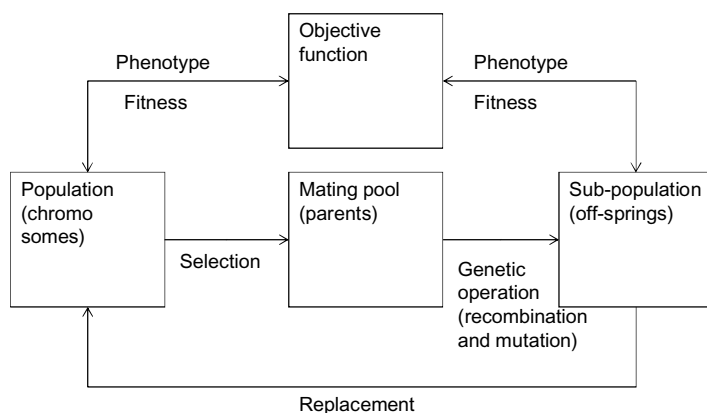 Objective
function
Phenotype
Fitness
Phenotype
Fitness
Population
(chromo
somes)
Selection
Mating pool
(parents)
Genetic
operation
(recombination
and mutation)
Sub-population
(off-springs)
Replacement